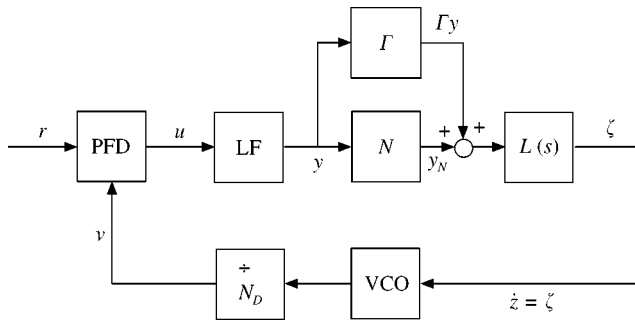 Γy
Γ
r
PFD
u
LF
y
N
+
y_N
+
L (s)
ζ
v
÷
N_D
VCO
ż = ζ